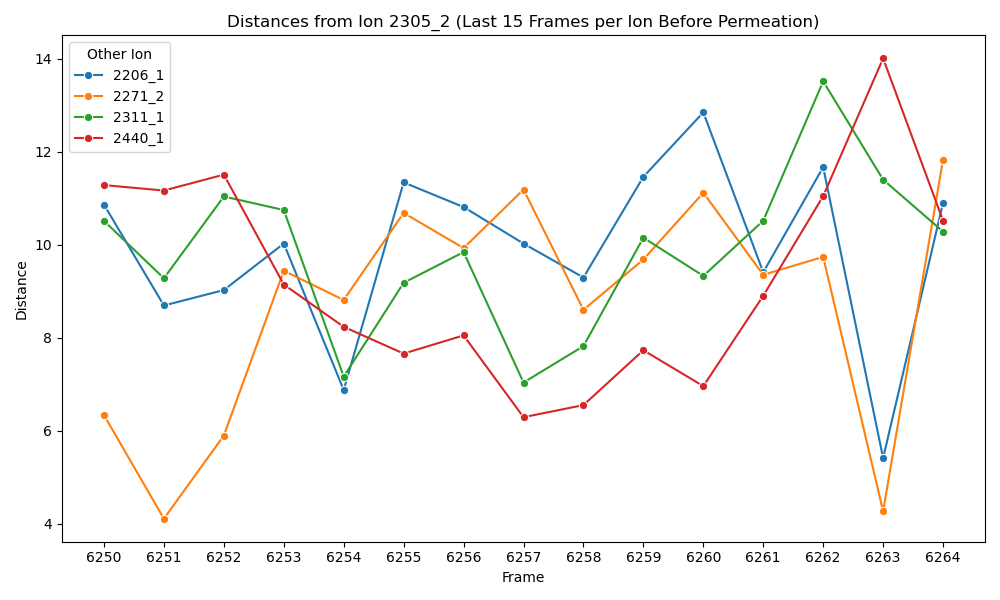 Distances from Ion 2305_2 (Last 15 Frames per Ion Before Permeation)
Other Ion
2206_1
2271_2
2311_1
2440_1
14
12
10
8
6
4
Distance
6250 6251 6252 6253 6254 6255 6256 6257 6258 6259 6260 6261 6262 6263 6264
Frame